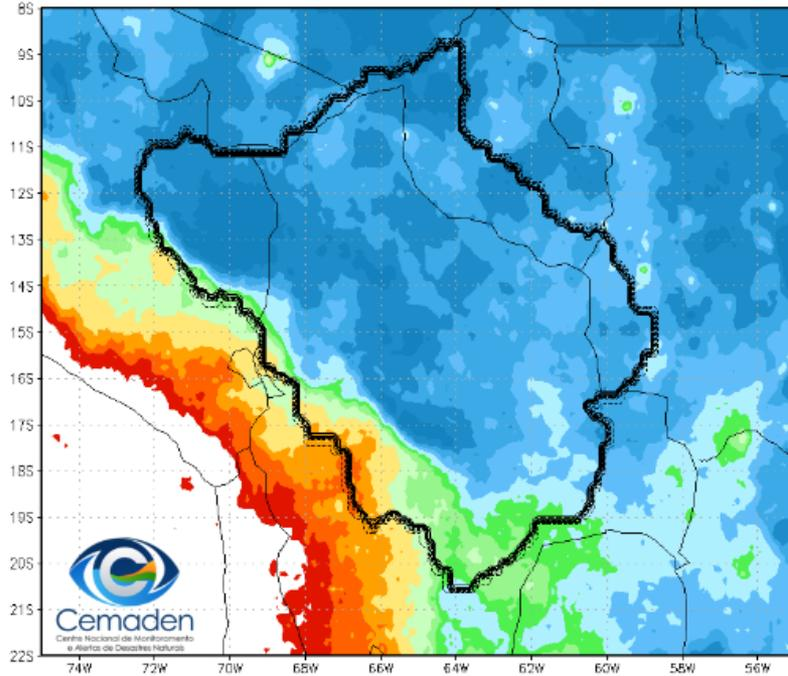 8S
9S
10S
11S
12S
13S
14S
15S
16S
17S
18S
19S
20S
21S
22S
74W 72W 70W 68W 66W 64W 62W 60W 58W 56W
Cemaden
Centro Nacional de Monitoramento
e Alertas de Desastres Naturais